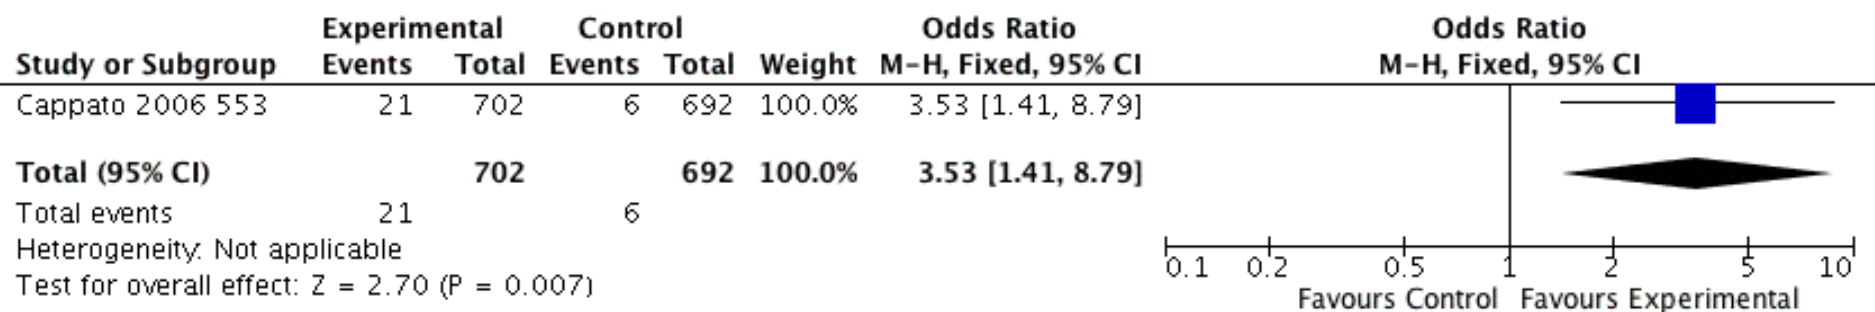 Experimental Control Odds Ratio Odds Ratio
Study or Subgroup Events Total Events Total Weight M-H, Fixed, 95% CI M-H, Fixed, 95% CI
Cappato 2006 553 21 702 6 692 100.0% 3.53 [1.41, 8.79]
Total (95% CI) 702 692 100.0% 3.53 [1.41, 8.79]
Total events 21 6
Heterogeneity: Not applicable
Test for overall effect: Z = 2.70 (P = 0.007)
0.1 0.2 0.5 1 2 5 10
Favours Control Favours Experimental